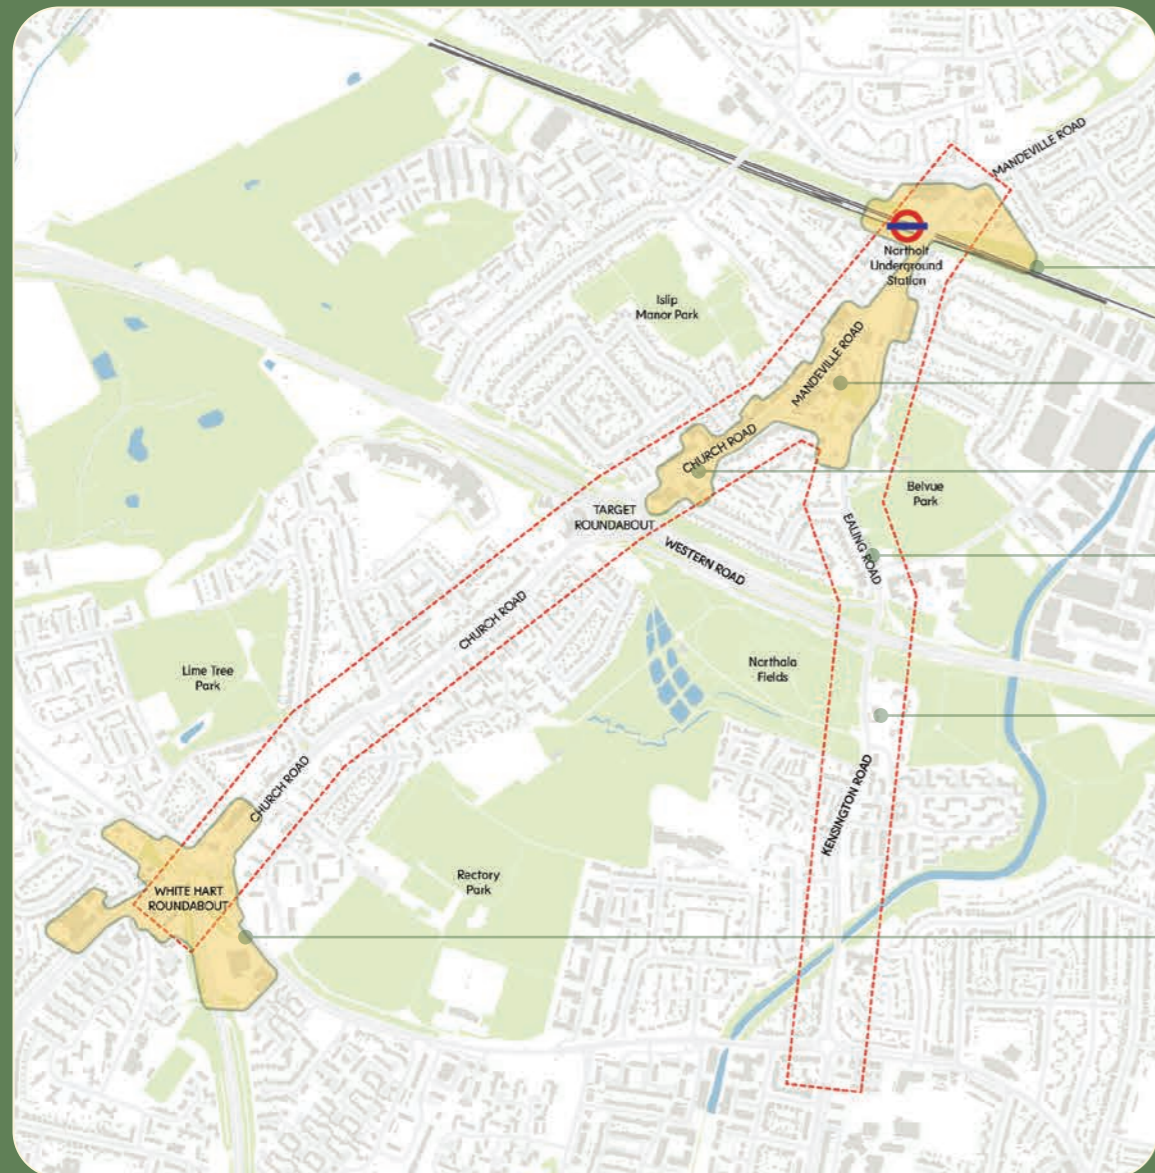 MANDEVILLE ROAD
Northolt
Underground
Station
Islip
Manor Park
MANDEVILLE ROAD
CHURCH ROAD
Belvue
Park
TARGET
ROUNDABOUT
EALING ROAD
WESTERN ROAD
CHURCH ROAD
Northala
Fields
Lime Tree
Park
CHURCH ROAD
KENSINGTON ROAD
Rectory
Park
WHITE HART
ROUNDABOUT